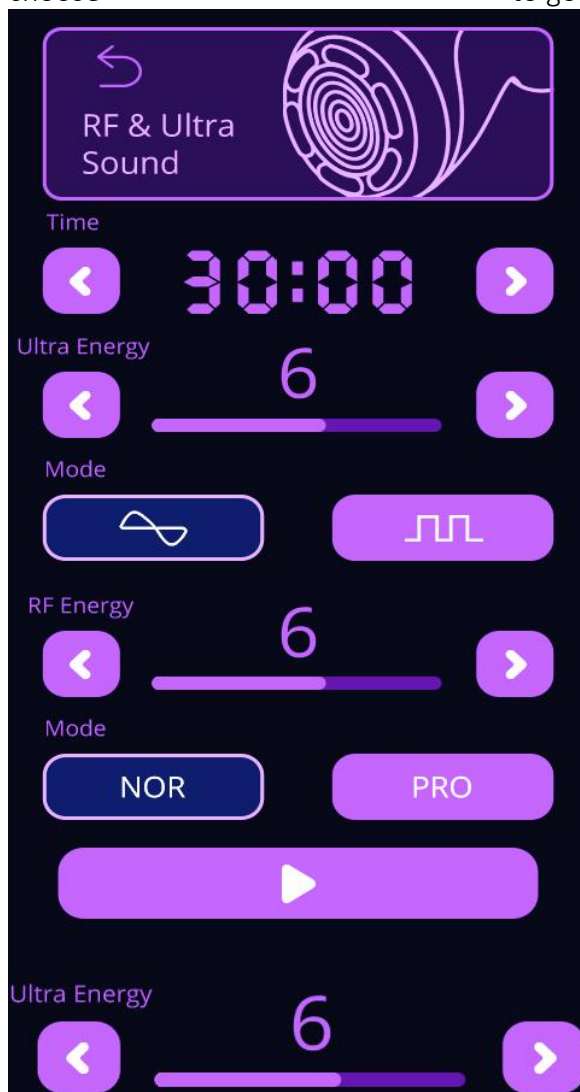 RF & Ultra
Sound
Time
30:00
Ultra Energy
6
Mode
RF Energy
6
Mode
NOR PRO
Ultra Energy
6